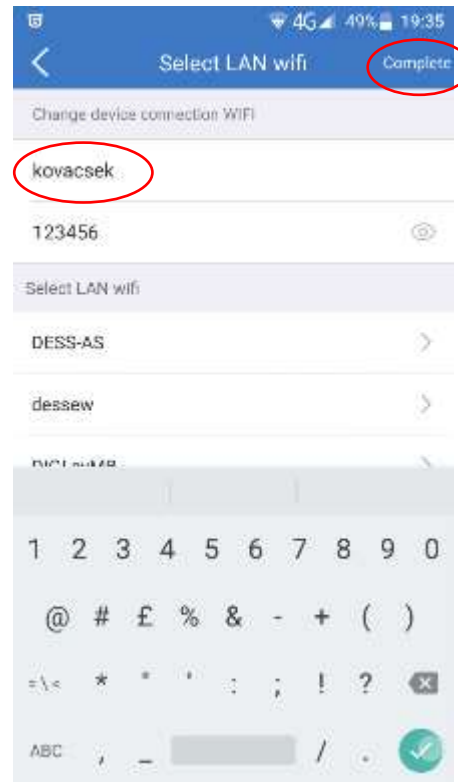 4G 49% 19:35
Select LAN wifi Complete
Change device connection WIFI
kovacsek
123456
Select LAN wifi
DESS-AS
dessew
1 2 3 4 5 6 7 8 9 0
@ # £ % & - + ( )
=\< * " ' : ; ! ?
ABC , _ / .